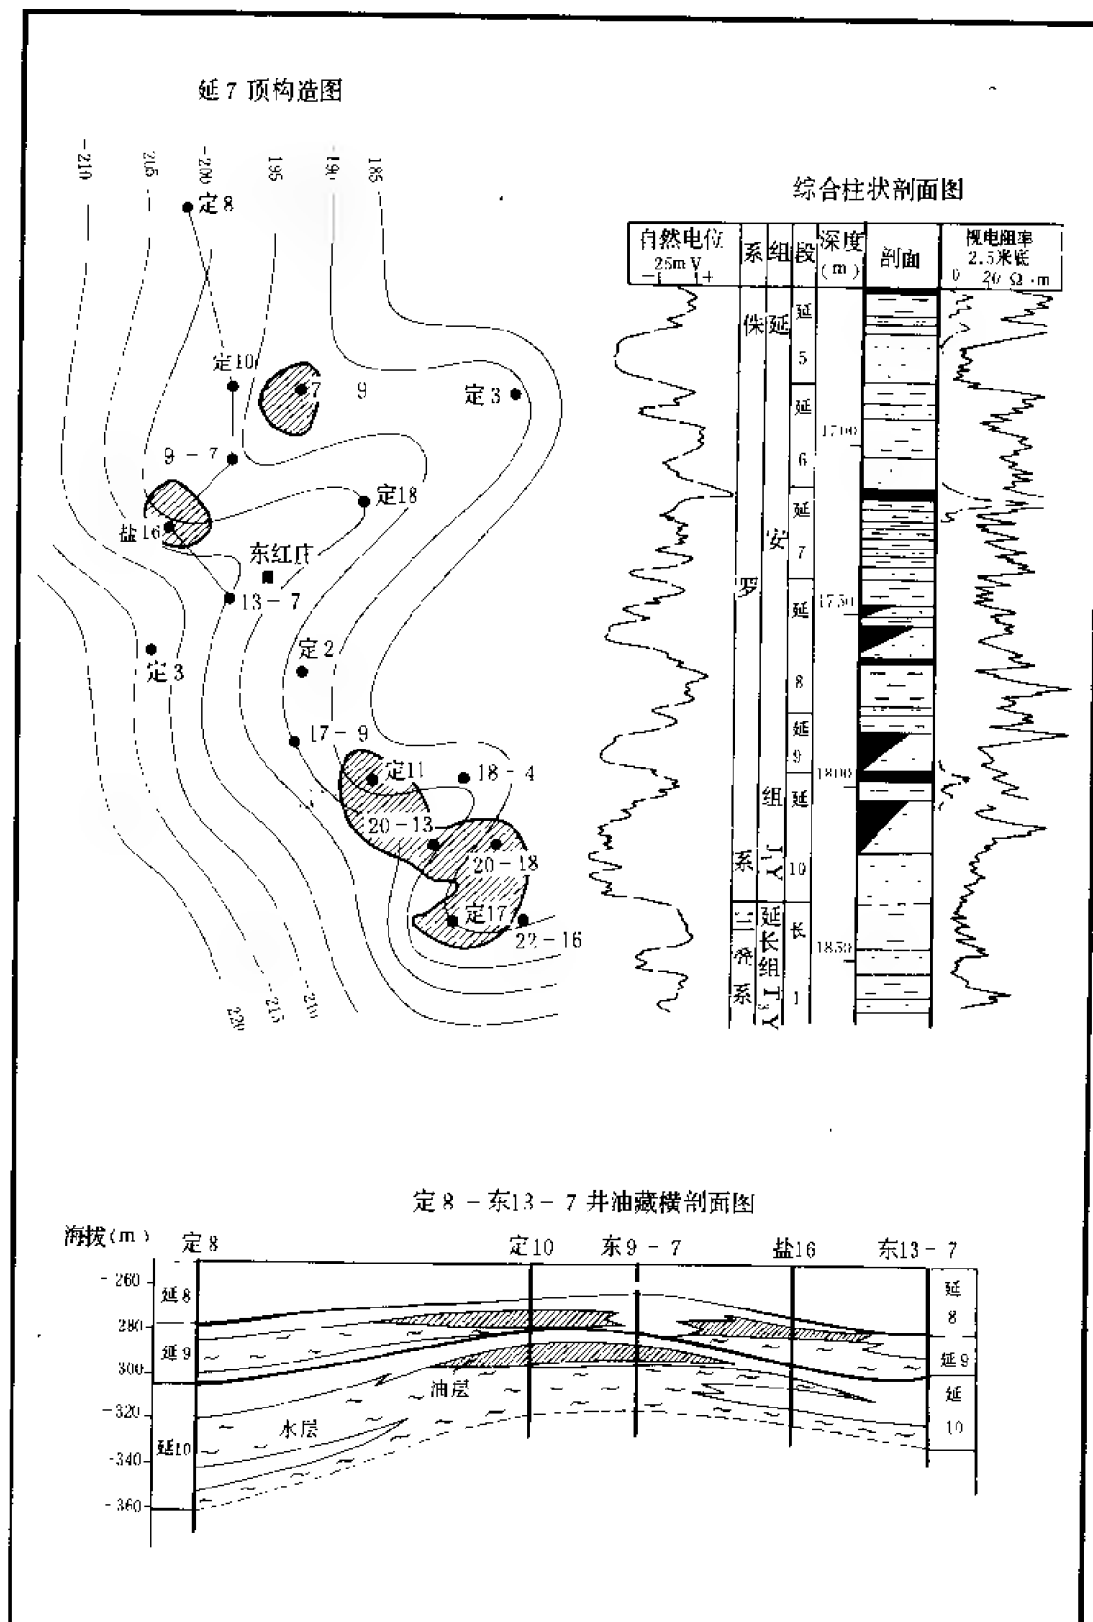 延7顶构造图
-210
205
-200
195
-190
185
定8
定10
7
9
定3
9-7
定18
盐16
东红庄
13-7
定3
定2
17-9
定11
18-4
20-13
20-18
定17
22-16
220
-215
-210
综合柱状剖面图
自然电位
25mV
- +
系
组
段
深度
(m)
剖面
视电阻率
2.5米底
0 20 Ω·m
侏
罗
系
延
安
组
J₁Y
延
5
延
6
延
7
延
8
延
9
延
10
1700
1750
1800
1850
三
叠
系
延
长
组
T₃Y
长
1
定8-东13-7井油藏横剖面图
海拔(m)
定8
定10
东9-7
盐16
东13-7
-260
-280
-300
-320
-340
-360
延8
延9
延10
油层
水层
延
8
延9
延
10